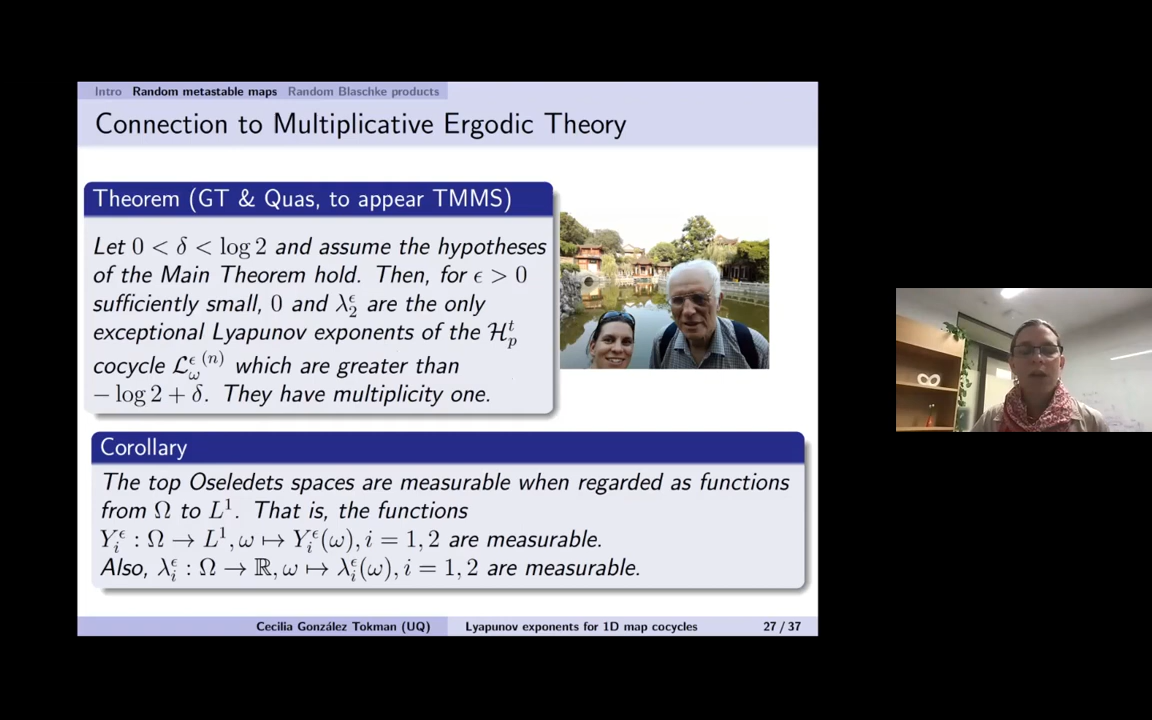 Intro Random metastable maps Random Blaschke products
Connection to Multiplicative Ergodic Theory
Theorem (GT & Quas, to appear TMMS)
Let 0 < δ < log 2 and assume the hypotheses
of the Main Theorem hold. Then, for ϵ > 0
sufficiently small, 0 and λ₂^ϵ are the only
exceptional Lyapunov exponents of the ℋₚᵗ
cocycle ℒ_ω^{ϵ (n)} which are greater than
− log 2 + δ. They have multiplicity one.
Corollary
The top Oseledets spaces are measurable when regarded as functions
from Ω to L¹. That is, the functions
Yᵢ^ϵ : Ω → L¹, ω ↦ Yᵢ^ϵ(ω), i = 1, 2 are measurable.
Also, λᵢ^ϵ : Ω → ℝ, ω ↦ λᵢ^ϵ(ω), i = 1, 2 are measurable.
Cecilia González Tokman (UQ) Lyapunov exponents for 1D map cocycles 27 / 37